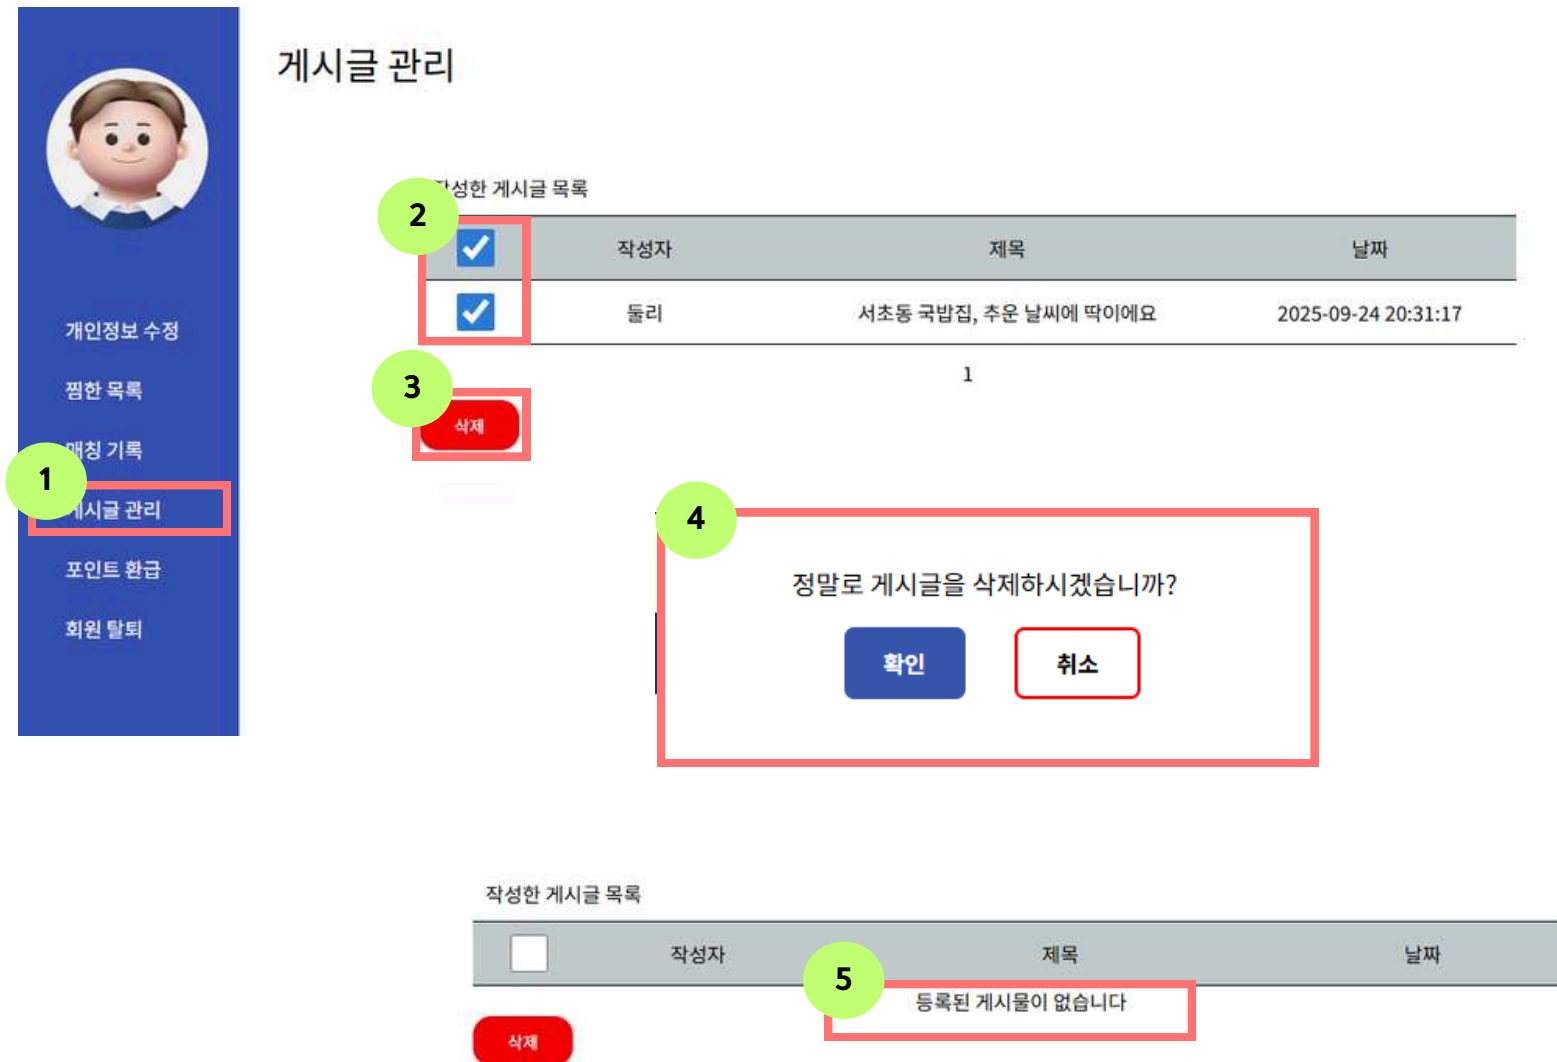 게시글 관리
개인정보 수정
찜한 목록
매칭 기록
1
게시글 관리
포인트 환급
회원 탈퇴
작성한 게시글 목록
2
작성자 제목 날짜
둘리 서초동 국밥집, 추운 날씨에 딱이에요 2025-09-24 20:31:17
1
3
삭제
4
정말로 게시글을 삭제하시겠습니까?
확인 취소
작성한 게시글 목록
작성자 제목 날짜
5
등록된 게시물이 없습니다
삭제